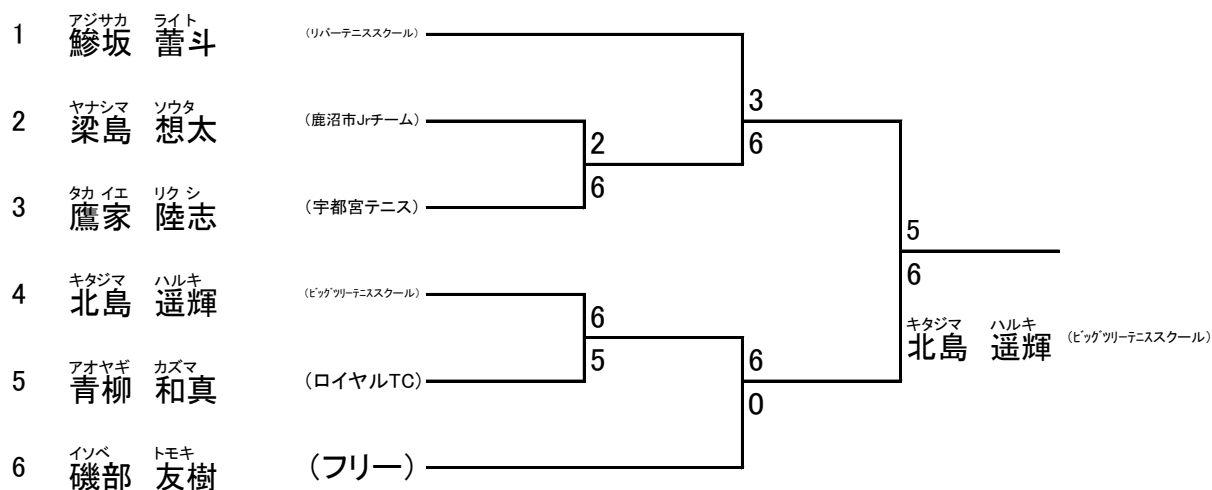 アジサカ ライト
1 鰺坂 蕾斗 (リバーテニススクール)
3
ヤナシマ ソウタ
2 梁島 想太 (鹿沼市Jrチーム)
2
6
6
タカ イエ リク シ
3 鷹家 陸志 (宇都宮テニス)
5
6
キタジマ ハルキ
4 北島 遥輝 (ビッグツリーテニススクール)
6
キタジマ ハルキ
北島 遥輝 (ビッグツリーテニススクール)
5
6
アオヤギ カズマ
5 青柳 和真 (ロイヤルTC)
0
イソベ トモキ
6 磯部 友樹 (フリー)